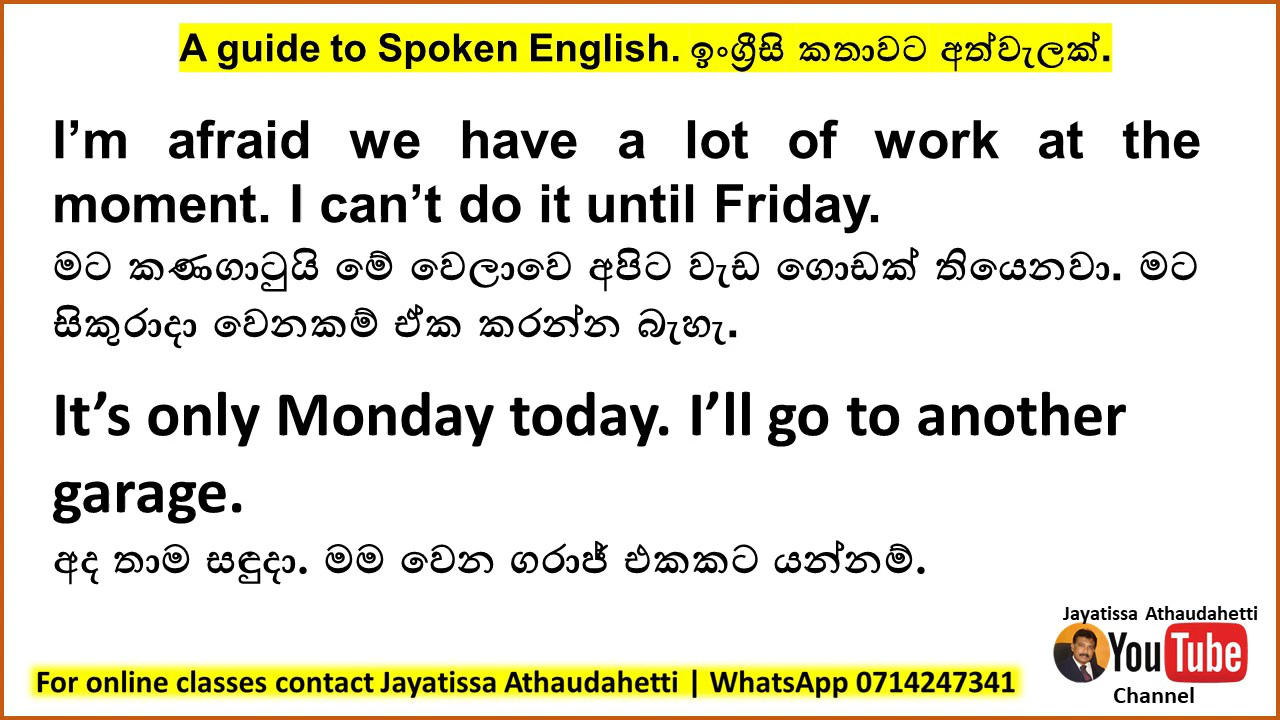 A guide to Spoken English. ඉංග්‍රීසි කතාවට අත්වැලක්.
I’m afraid we have a lot of work at the
moment. I can’t do it until Friday.
මට කණගාටුයි මේ වෙලාවෙ අපිට වැඩ ගොඩක් තියෙනවා. මට
සිකුරාදා වෙනකම් ඒක කරන්න බැහැ.
It’s only Monday today. I’ll go to another
garage.
අද තාම සඳුදා. මම වෙන ගරාජ් එකකට යන්නම්.
Jayatissa Athaudahetti
YouTube
Channel
For online classes contact Jayatissa Athaudahetti | WhatsApp 0714247341